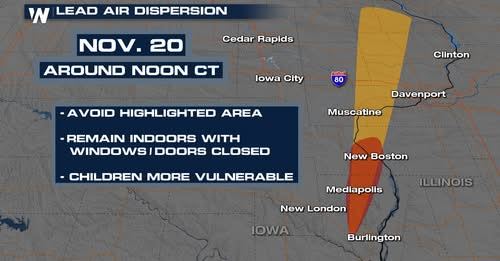 W LEAD AIR DISPERSION
NOV. 20
AROUND NOON CT
- AVOID HIGHLIGHTED AREA
- REMAIN INDOORS WITH
WINDOWS/DOORS CLOSED
- CHILDREN MORE VULNERABLE
Cedar Rapids
Clinton
Iowa City
80
Davenport
Muscatine
New Boston
ILLINOIS
Mediapolis
New London
IOWA
Burlington